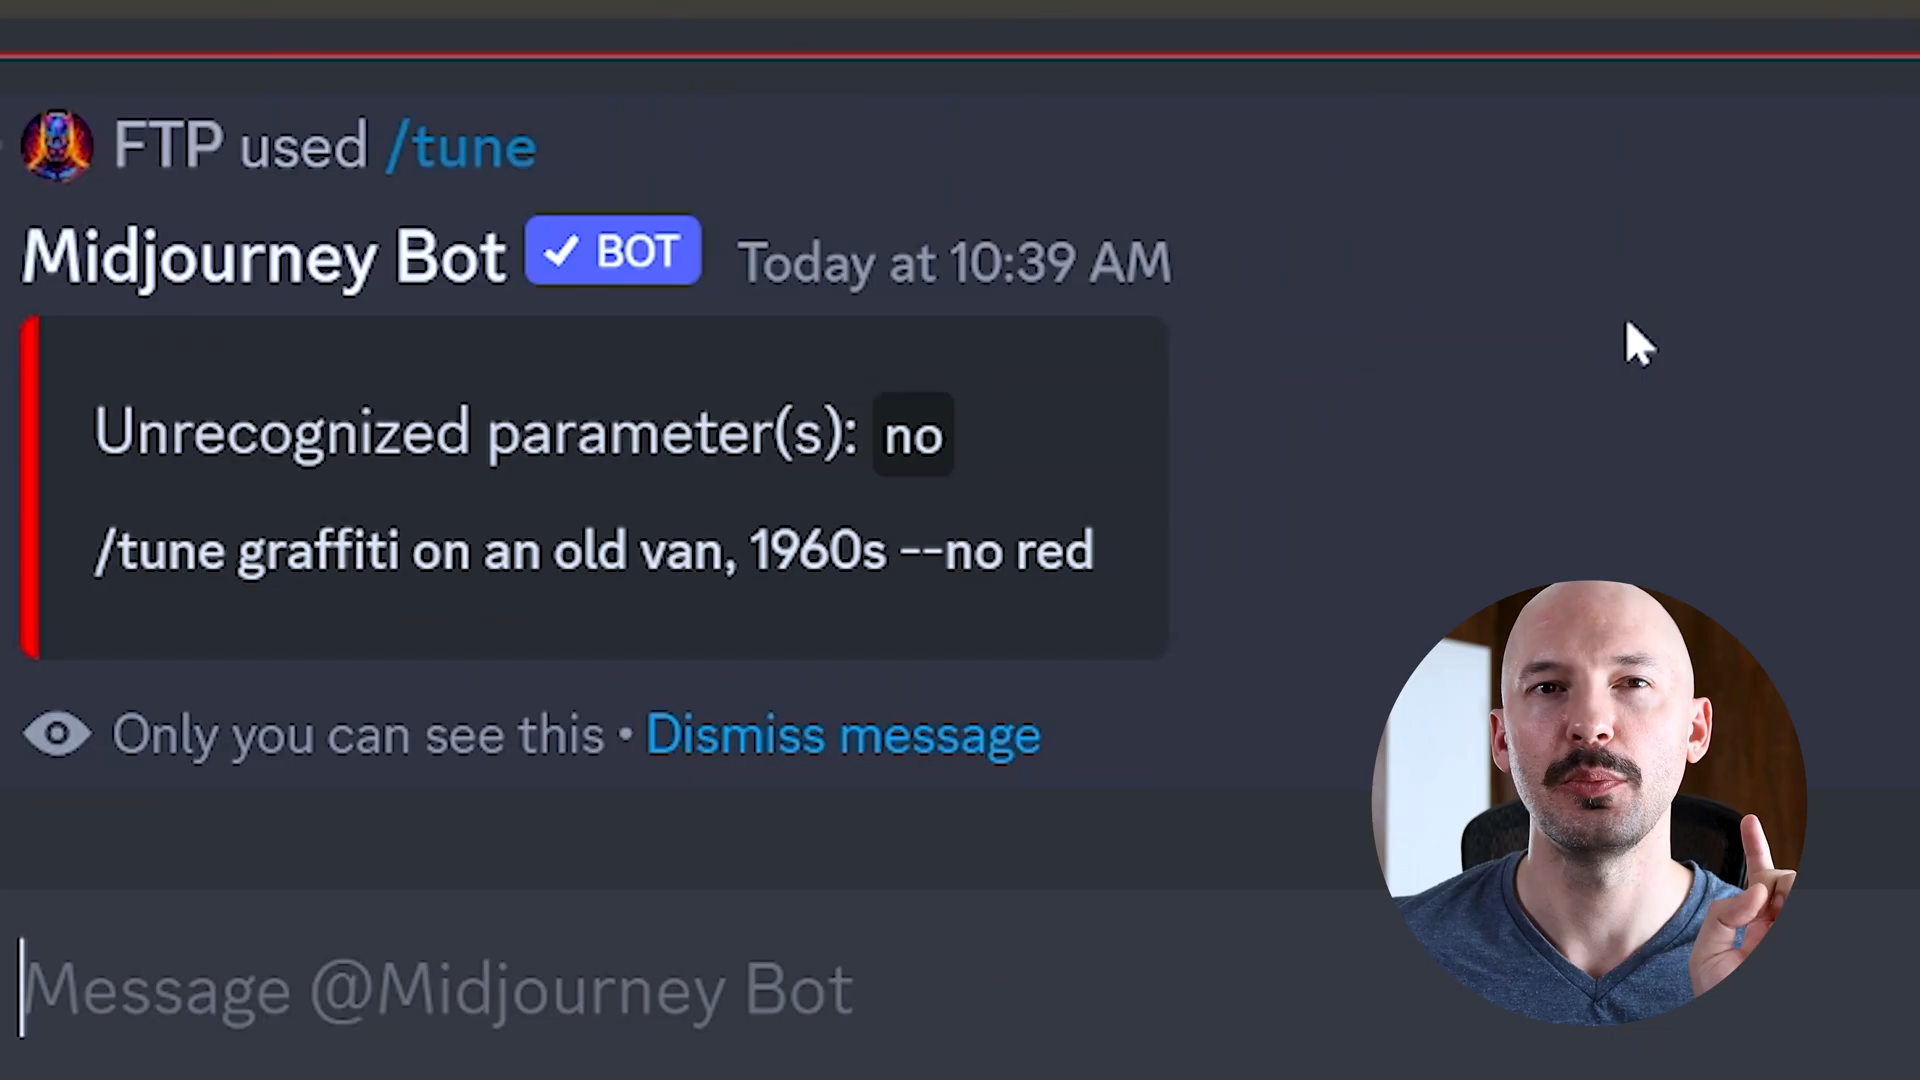 FTP used /tune
Midjourney Bot ✓ BOT Today at 10:39 AM
Unrecognized parameter(s): no
/tune graffiti on an old van, 1960s --no red
Only you can see this • Dismiss message
Message @Midjourney Bot